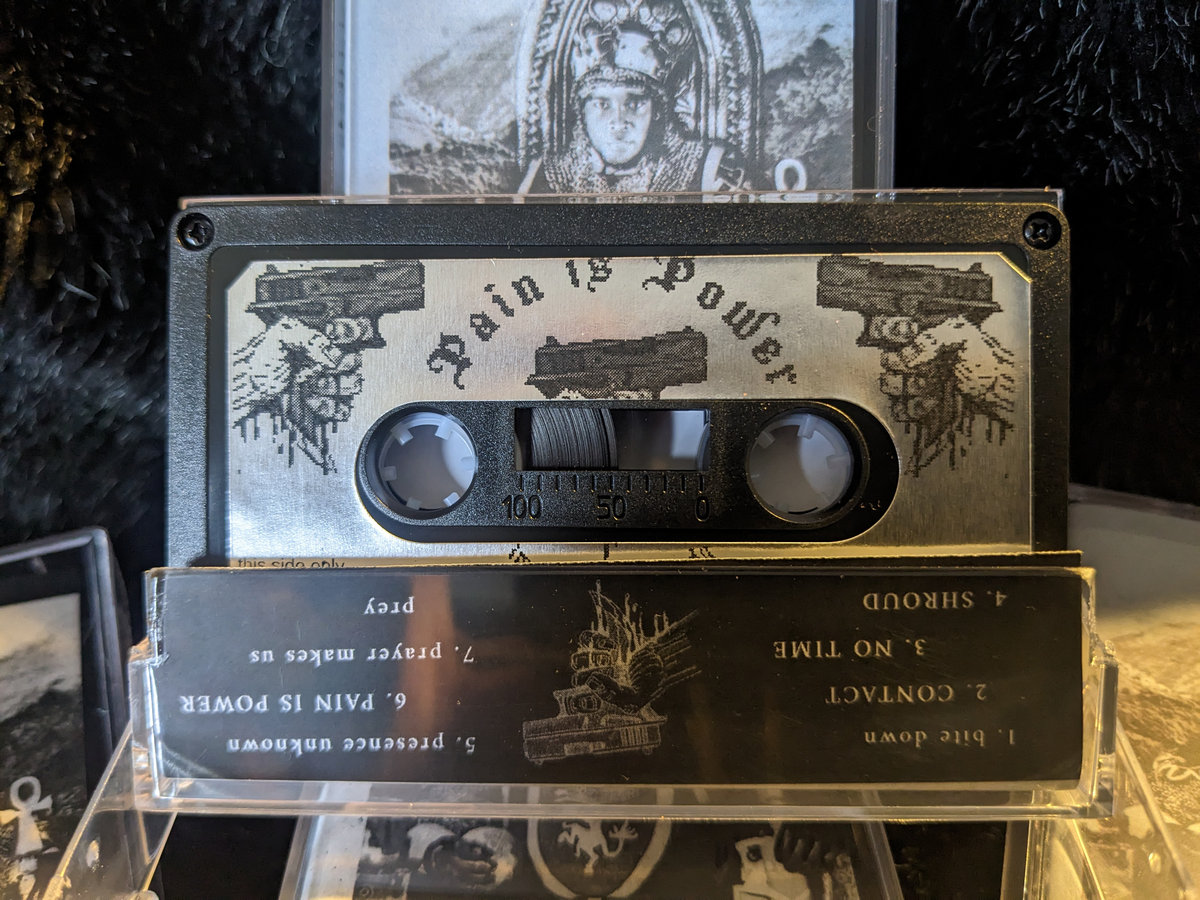 Pain is Power
100 50 0
this side only
1. bite down
2. CONTACT
3. NO TIME
4. SHROUD
5. presence unknown
6. PAIN IS POWER
7. prayer makes us
prey